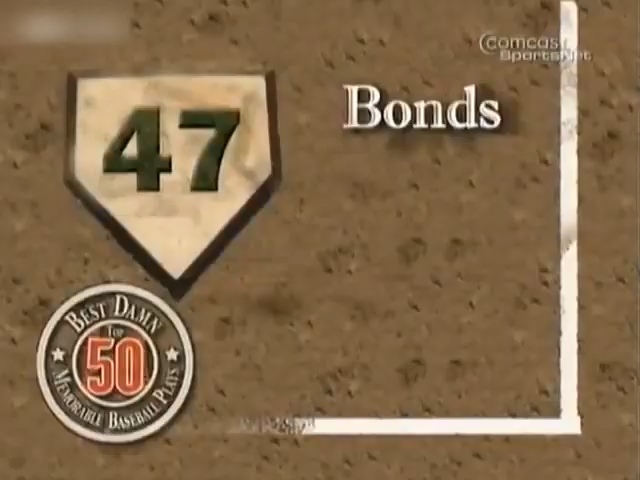 Comcast
SportsNet
47
Bonds
BEST DAMN
TOP
50
MEMORABLE BASEBALL PLAYS